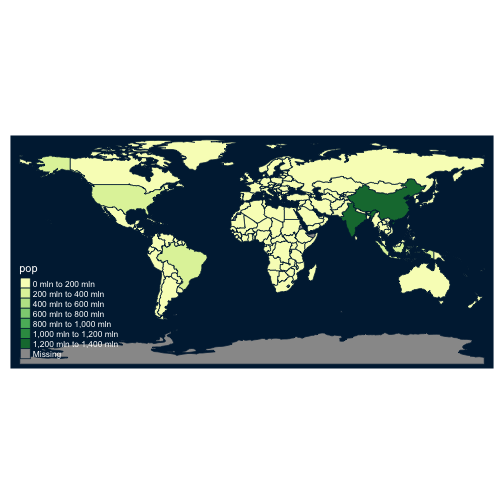 pop
0 mln to 200 mln
200 mln to 400 mln
400 mln to 600 mln
600 mln to 800 mln
800 mln to 1,000 mln
1,000 mln to 1,200 mln
1,200 mln to 1,400 mln
Missing